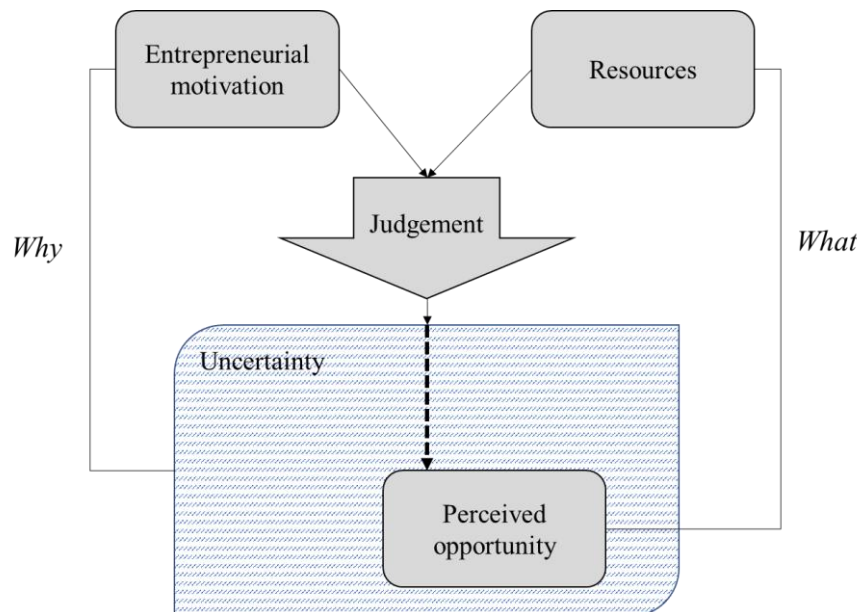 Entrepreneurial
motivation
Resources
Judgement
Why
What
Uncertainty
Perceived
opportunity